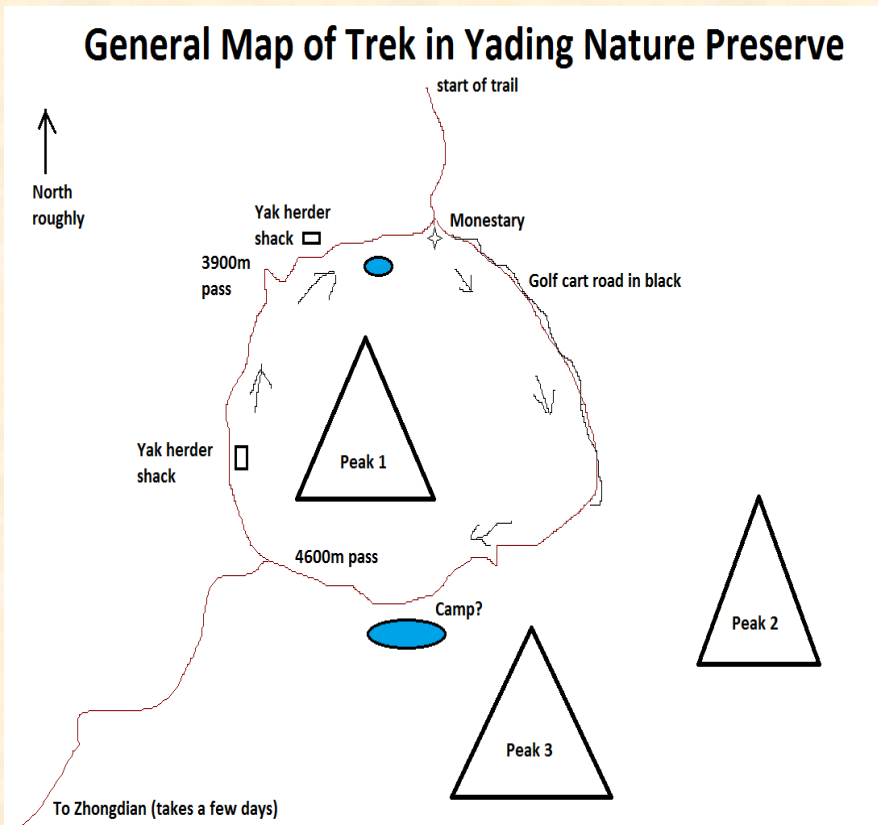 General Map of Trek in Yading Nature Preserve
start of trail
North
roughly
Yak herder
shack
Monestary
3900m
pass
Golf cart road in black
Peak 1
Yak herder
shack
4600m pass
Camp?
Peak 2
Peak 3
To Zhongdian (takes a few days)